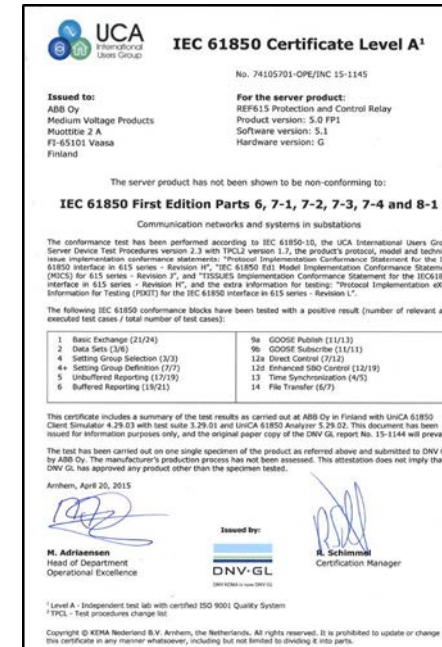 UCA
International
Users Group
IEC 61850 Certificate Level A¹
No. 74105701-OPE/INC 15-1145
Issued to:
ABB Oy
Medium Voltage Products
Muottitie 2 A
FI-65101 Vaasa
Finland
For the server product:
REF615 Protection and Control Relay
Product version: 5.0 FP1
Software version: 5.1
Hardware version: G
The server product has not been shown to be non-conforming to:
IEC 61850 First Edition Parts 6, 7-1, 7-2, 7-3, 7-4 and 8-1
Communication networks and systems in substations
The conformance test has been performed according to IEC 61850-10, the UCA International Users Gro
Server Device Test Procedures version 2.3 with TPCL2 version 1.7, the product's protocol, model and techni
issue implementation conformance statements: "Protocol Implementation Conformance Statement for the I
61850 interface in 615 series - Revision H", "IEC 61850 Ed1 Model Implementation Conformance Stateme
(MICS) for 615 series - Revision J", and "TISSUES Implementation Conformance Statement for the IEC618
interface in 615 series - Revision H", and the extra information for testing: "Protocol Implementation eX
Information for Testing (PIXIT) for the IEC 61850 interface in 615 series - Revision L".
The following IEC 61850 conformance blocks have been tested with a positive result (number of relevant a
executed test cases / total number of test cases):
1 Basic Exchange (21/24)
2 Data Sets (3/6)
4 Setting Group Selection (3/3)
4+ Setting Group Definition (7/7)
5 Unbuffered Reporting (17/19)
6 Buffered Reporting (19/21)
9a GOOSE Publish (11/13)
9b GOOSE Subscribe (11/11)
12a Direct Control (7/12)
12d Enhanced SBO Control (12/19)
13 Time Synchronization (4/5)
14 File Transfer (6/7)
This certificate includes a summary of the test results as carried out at ABB Oy in Finland with UniCA 61850
Client Simulator 4.29.03 with test suite 3.29.01 and UniCA 61850 Analyzer 5.29.02. This document has been
issued for information purposes only, and the original paper copy of the DNV GL report No. 15-1144 will preva
The test has been carried out on one single specimen of the product as referred above and submitted to DNV G
by ABB Oy. The manufacturer's production process has not been assessed. This attestation does not imply tha
DNV GL has approved any product other than the specimen tested.
Arnhem, April 20, 2015
Issued by:
M. Adriaensen
Head of Department
Operational Excellence
DNV·GL
DNV KEMA is now DNV GL
R. Schimmel
Certification Manager
¹ Level A - Independent test lab with certified ISO 9001 Quality System
² TPCL - Test procedures change list
Copyright © KEMA Nederland B.V. Arnhem, the Netherlands. All rights reserved. It is prohibited to update or change
this certificate in any manner whatsoever, including but not limited to dividing it into parts.